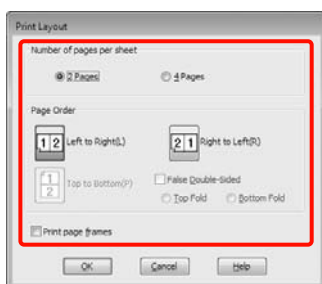 Print Layout
Number of pages per sheet
2 Pages 4 Pages
Page Order
1 2 Left to Right(L) 2 1 Right to Left(R)
1 2 Top to Bottom(P) False Double-Sided
Top Fold Bottom Fold
Print page frames
OK Cancel Help